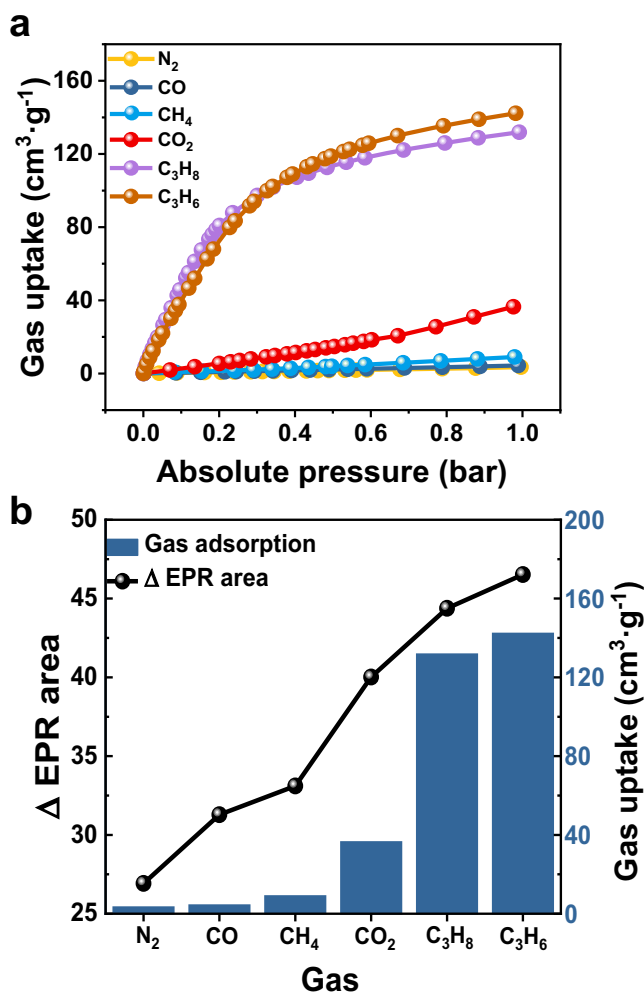 a
N₂
CO
CH₄
CO₂
C₃H₈
C₃H₆
Gas uptake (cm³·g⁻¹)
160
120
80
40
0
0.0 0.2 0.4 0.6 0.8 1.0
Absolute pressure (bar)
b
Gas adsorption
Δ EPR area
Δ EPR area
50
45
40
35
30
25
200
160
120
80
40
0
Gas uptake (cm³·g⁻¹)
N₂ CO CH₄ CO₂ C₃H₈ C₃H₆
Gas